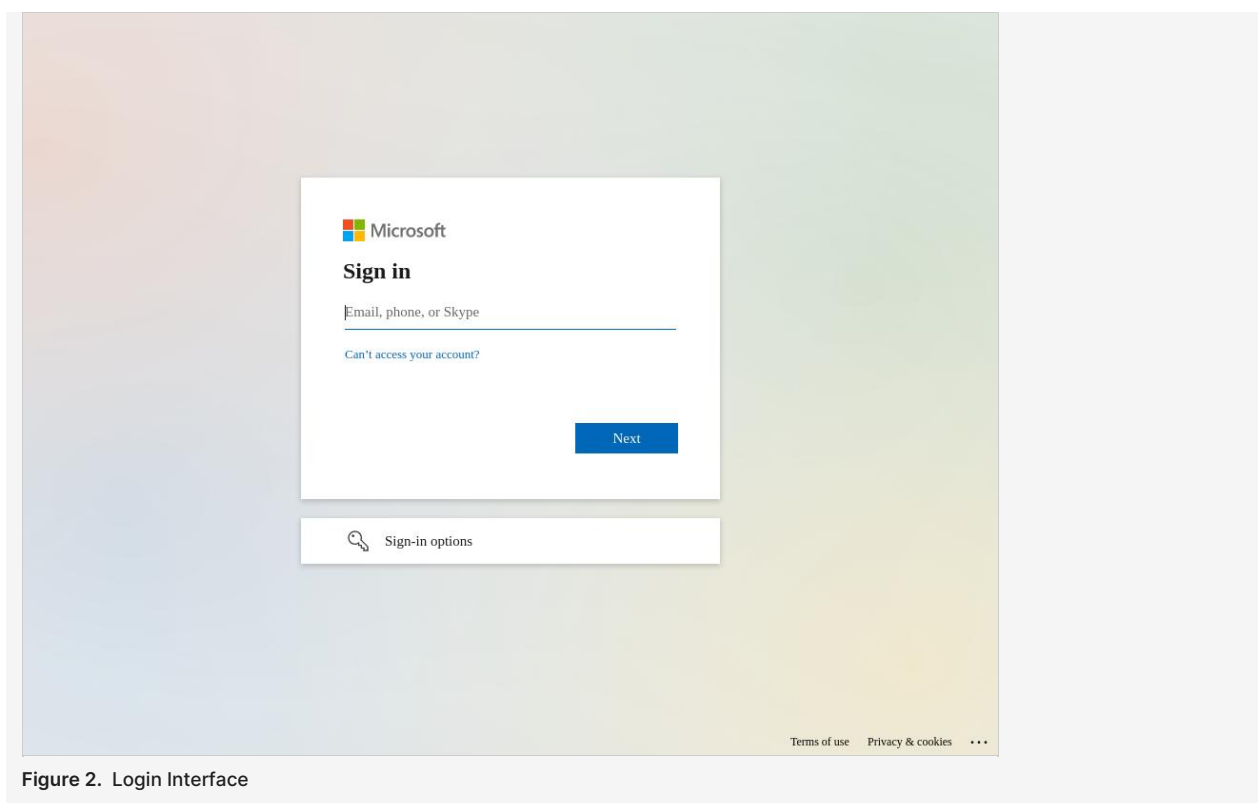 Microsoft
Sign in
Email, phone, or Skype
Can’t access your account?
Next
Sign-in options
Terms of use Privacy & cookies ...
Figure 2. Login Interface